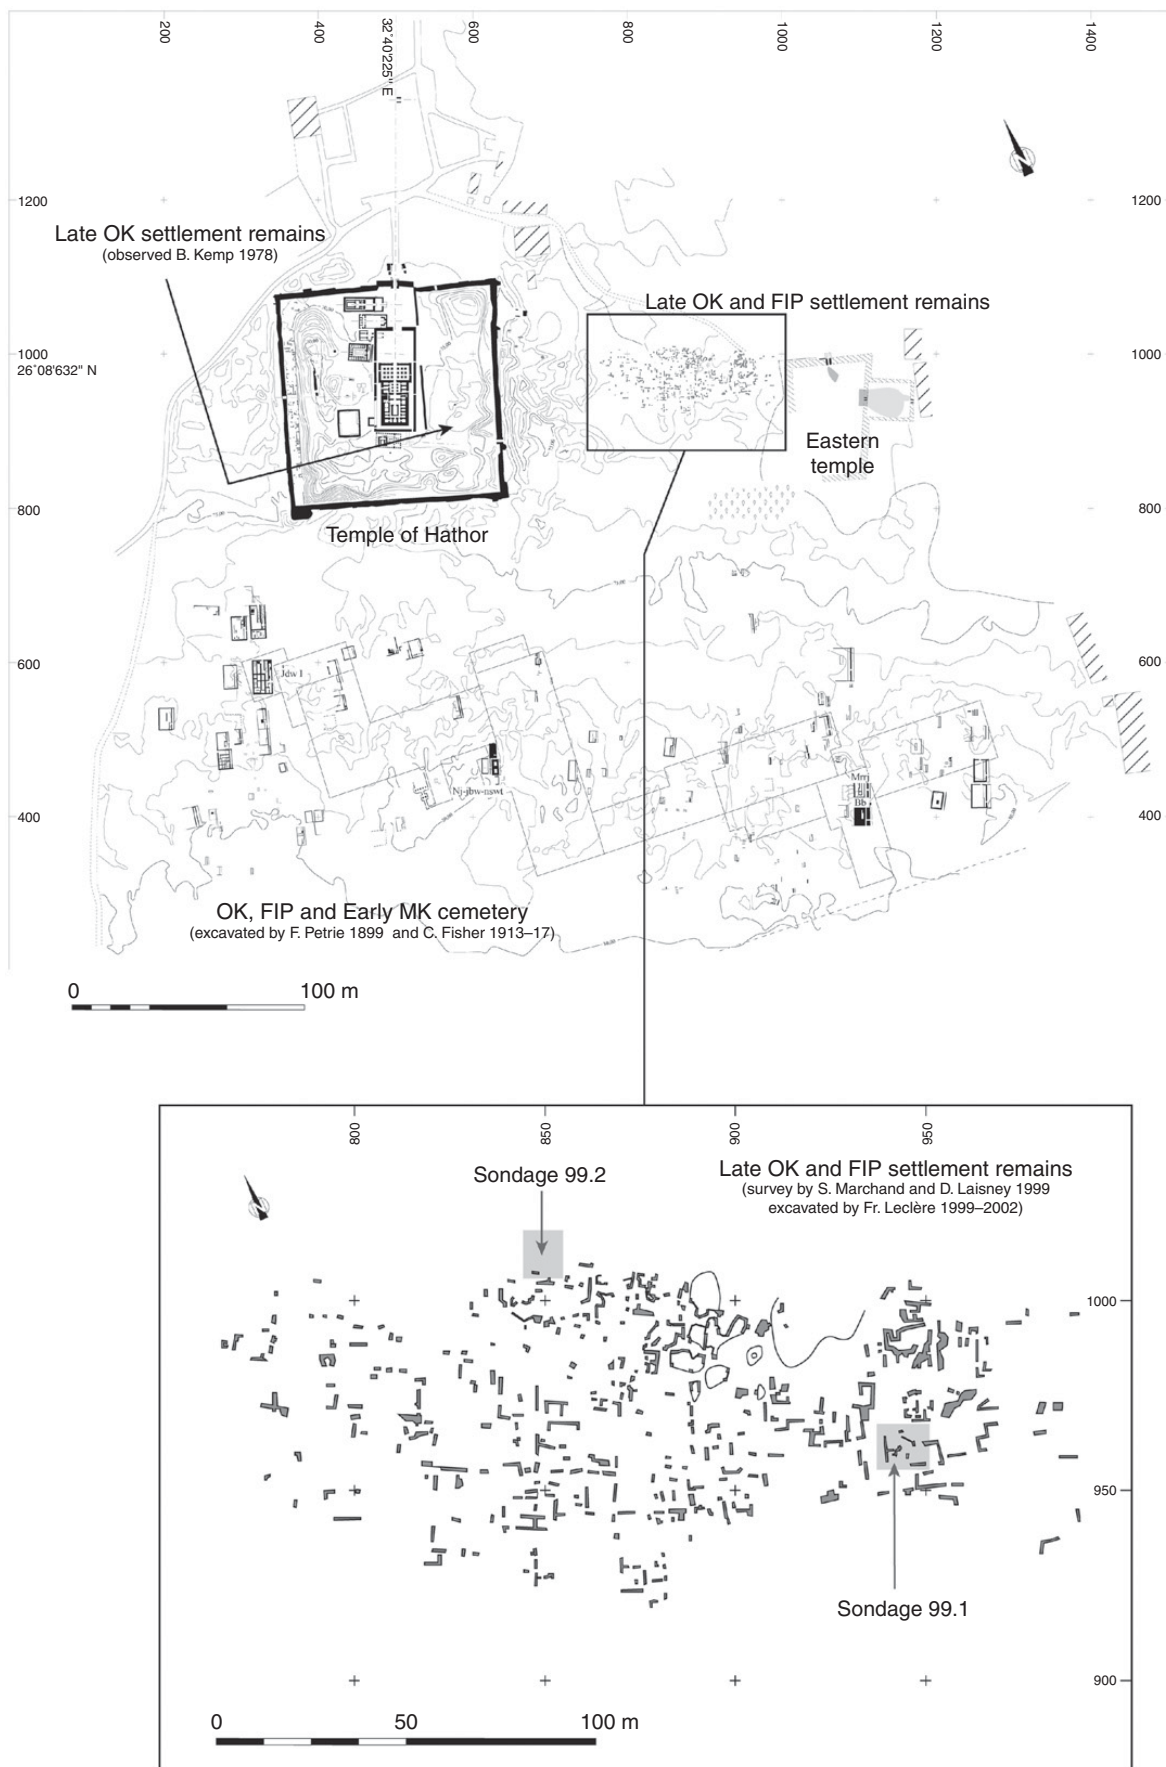 200
400
32°40'225" E
600
800
1000
1200
1400
1200
1200
Late OK settlement remains
(observed B. Kemp 1978)
Late OK and FIP settlement remains
1000
26°08'632" N
1000
Eastern
temple
800
800
Temple of Hathor
600
600
Jdw I
Mrrj
Nj-jbw-nswt
Bb
400
400
OK, FIP and Early MK cemetery
(excavated by F. Petrie 1899 and C. Fisher 1913–17)
0
100 m
800
850
900
950
Sondage 99.2
Late OK and FIP settlement remains
(survey by S. Marchand and D. Laisney 1999
excavated by Fr. Leclère 1999–2002)
1000
950
Sondage 99.1
900
0
50
100 m